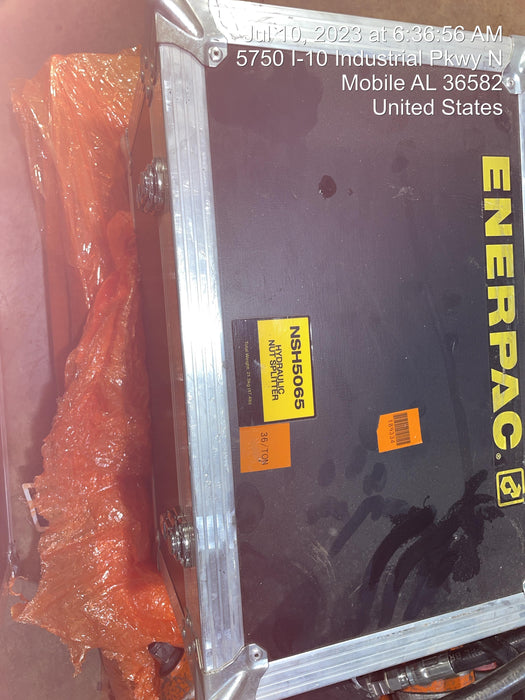 Jul 10, 2023 at 6:36:56 AM
5750 I-10 Industrial Pkwy N
Mobile AL 36582
United States
ENERPAC®
NSH5065
HYDRAULIC
NUT SPLITTER
36/TON